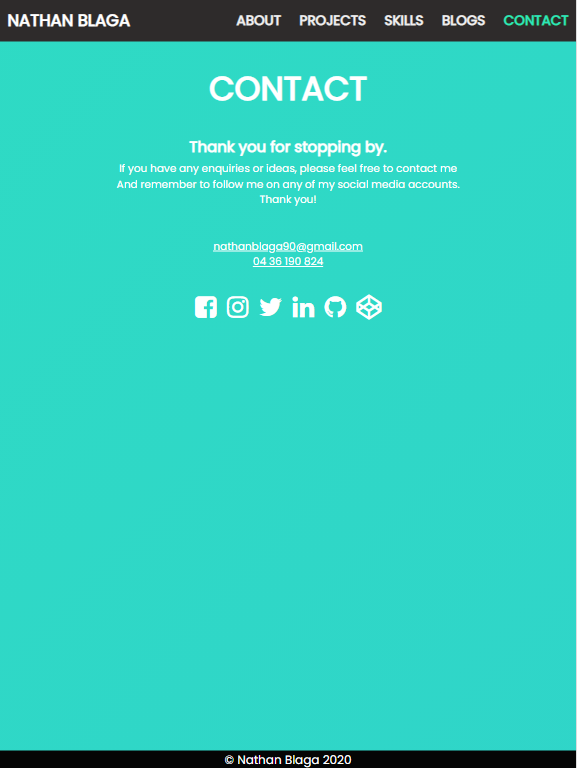 NATHAN BLAGA
ABOUT PROJECTS SKILLS BLOGS CONTACT
CONTACT
Thank you for stopping by.
If you have any enquiries or ideas, please feel free to contact me
And remember to follow me on any of my social media accounts.
Thank you!
nathanblaga90@gmail.com
04 36 190 824
© Nathan Blaga 2020